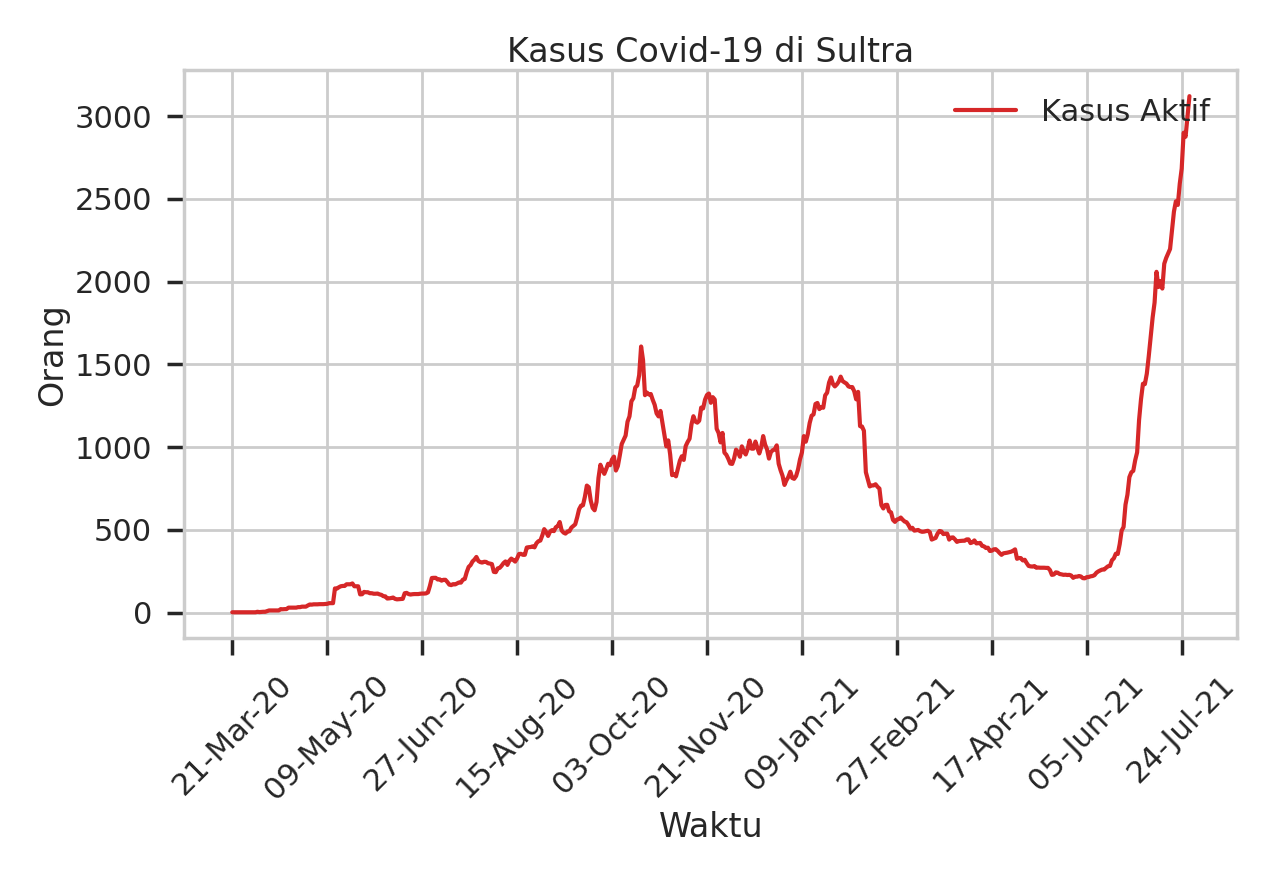 Kasus Covid-19 di Sultra
Kasus Aktif
3000
2500
2000
1500
1000
500
0
Orang
21-Mar-20
09-May-20
27-Jun-20
15-Aug-20
03-Oct-20
21-Nov-20
09-Jan-21
27-Feb-21
17-Apr-21
05-Jun-21
24-Jul-21
Waktu